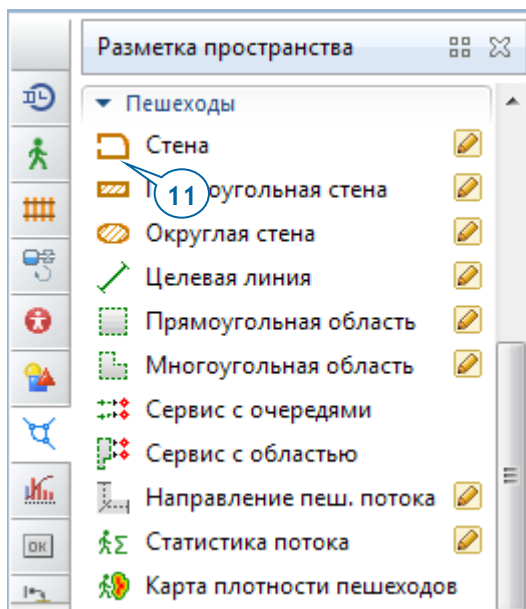 Разметка пространства
Пешеходы
Стена
11
стена
Округлая стена
Целевая линия
Прямоугольная область
Многоугольная область
Сервис с очередями
Сервис с областью
Направление пеш. потока
OK
Статистика потока
Карта плотности пешеходов